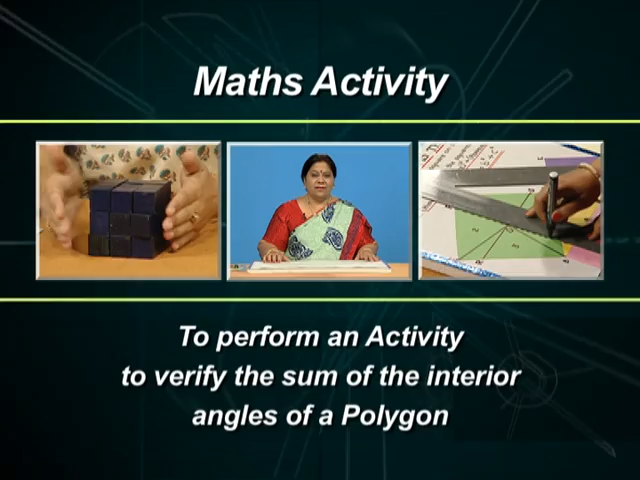 Maths Activity
To perform an Activity
to verify the sum of the interior
angles of a Polygon